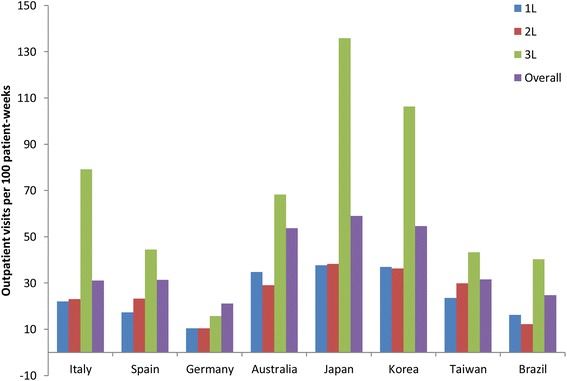 Outpatient visits per 100 patient-weeks
150
130
110
90
70
50
30
10
-10
Italy Spain Germany Australia Japan Korea Taiwan Brazil
1L
2L
3L
Overall